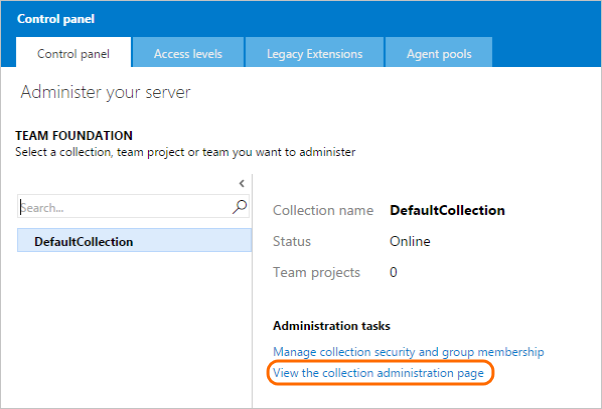 Control panel
Control panel Access levels Legacy Extensions Agent pools
Administer your server
TEAM FOUNDATION
Select a collection, team project or team you want to administer
Search...
DefaultCollection
Collection name DefaultCollection
Status Online
Team projects 0
Administration tasks
Manage collection security and group membership
View the collection administration page